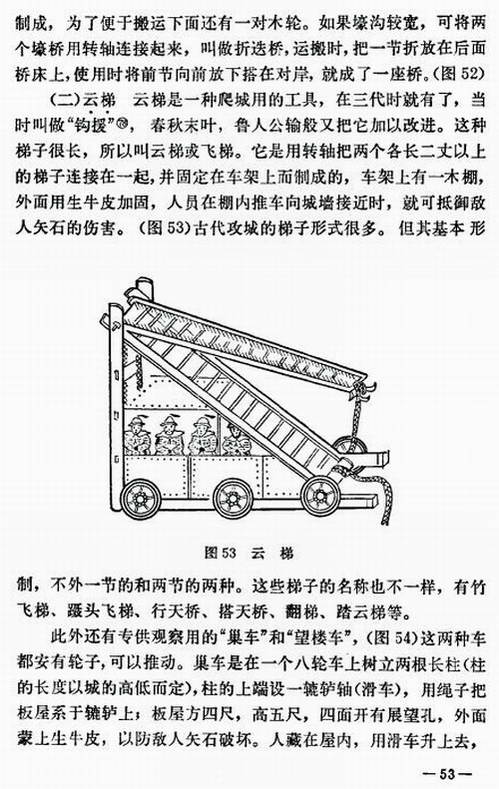 制成，为了便于搬运下面还有一对木轮。如果壕沟较宽，可将两
个壕桥用转轴连接起来，叫做折迭桥，运搬时，把一节折放在后面
桥床上，使用时将前节向前放下搭在对岸，就成了一座桥。（图 52）
（二）云梯　云梯是一种爬城用的工具，在三代时就有了，当
时叫做“钩援”⑲，春秋末叶，鲁人公输般又把它加以改进。这种
梯子很长，所以叫云梯或飞梯。它是用转轴把两个各长二丈以上
的梯子连接在一起，并固定在车架上而制成的，车架上有一木棚，
外面用生牛皮加固，人员在棚内推车向城墙接近时，就可抵御敌
人矢石的伤害。（图 53）古代攻城的梯子形式很多。但其基本形
图 53　云　梯
制，不外一节的和两节的两种。这些梯子的名称也不一样，有竹
飞梯、蹑头飞梯、行天桥、搭天桥、翻梯、踏云梯等。
此外还有专供观察用的“巢车”和“望楼车”，（图 54）这两种车
都安有轮子，可以推动。巢车是在一个八轮车上树立两根长柱（柱
的长度以城的高低而定），柱的上端设一辘轳轴（滑车），用绳子把
板屋系于辘轳上；板屋方四尺，高五尺，四面开有展望孔，外面
蒙上生牛皮，以防敌人矢石破坏。人藏在屋内，用滑车升上去，
— 53 —